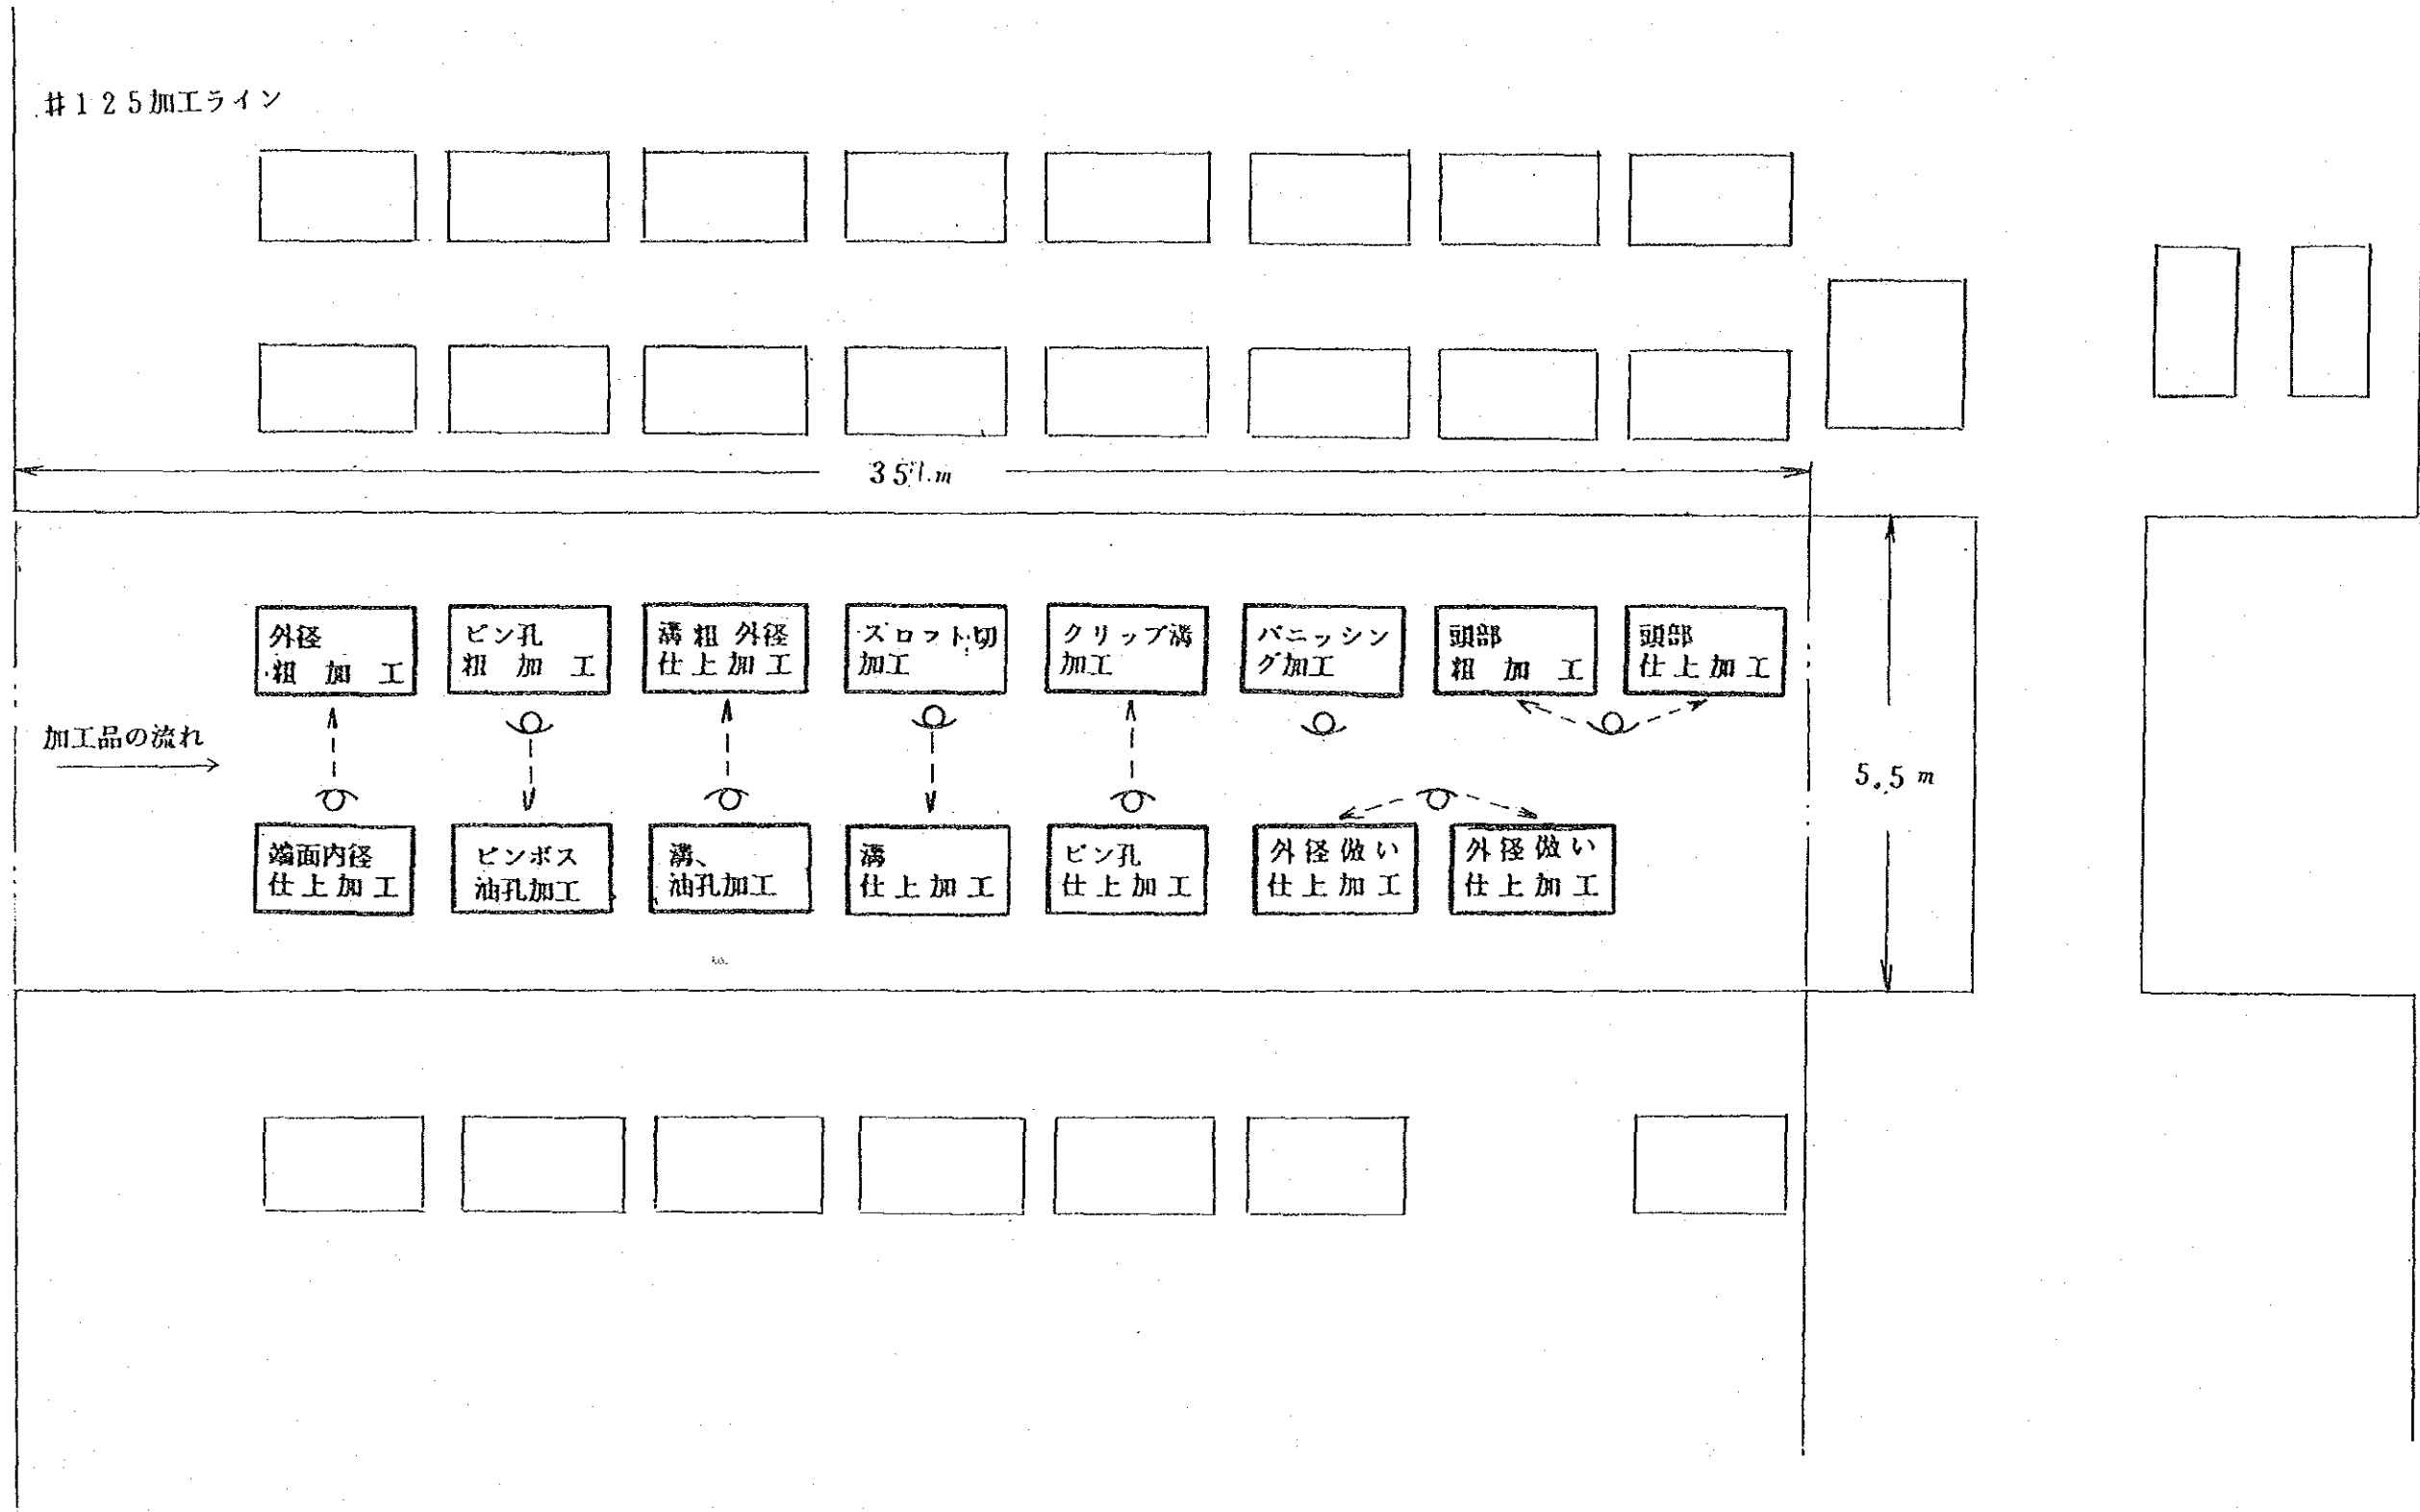 #125加工ライン
35.1.m
外径
粗加工
ピン孔
粗加工
溝粗外径
仕上加工
スロット切
加工
クリップ溝
加工
バニッシン
グ加工
頭部
粗加工
頭部
仕上加工
加工品の流れ
5.5m
端面内径
仕上加工
ピンボス
油孔加工
溝、
油孔加工
溝
仕上加工
ピン孔
仕上加工
外径倣い
仕上加工
外径倣い
仕上加工